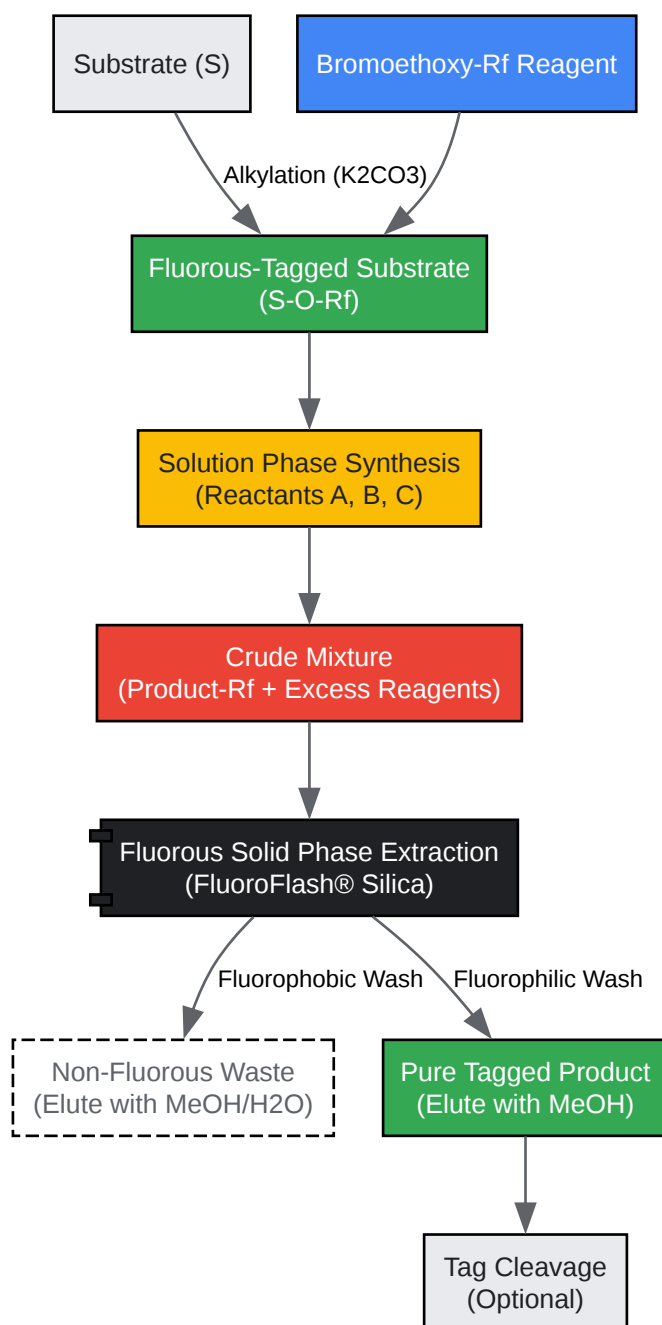 Substrate (S)
Bromoethoxy-Rf Reagent
Alkylation (K2CO3)
Fluorous-Tagged Substrate
(S-O-Rf)
Solution Phase Synthesis
(Reactants A, B, C)
Crude Mixture
(Product-Rf + Excess Reagents)
Fluorous Solid Phase Extraction
(FluoroFlash® Silica)
Fluorophobic Wash
Fluorophilic Wash
Non-Fluorous Waste
(Elute with MeOH/H2O)
Pure Tagged Product
(Elute with MeOH)
Tag Cleavage
(Optional)